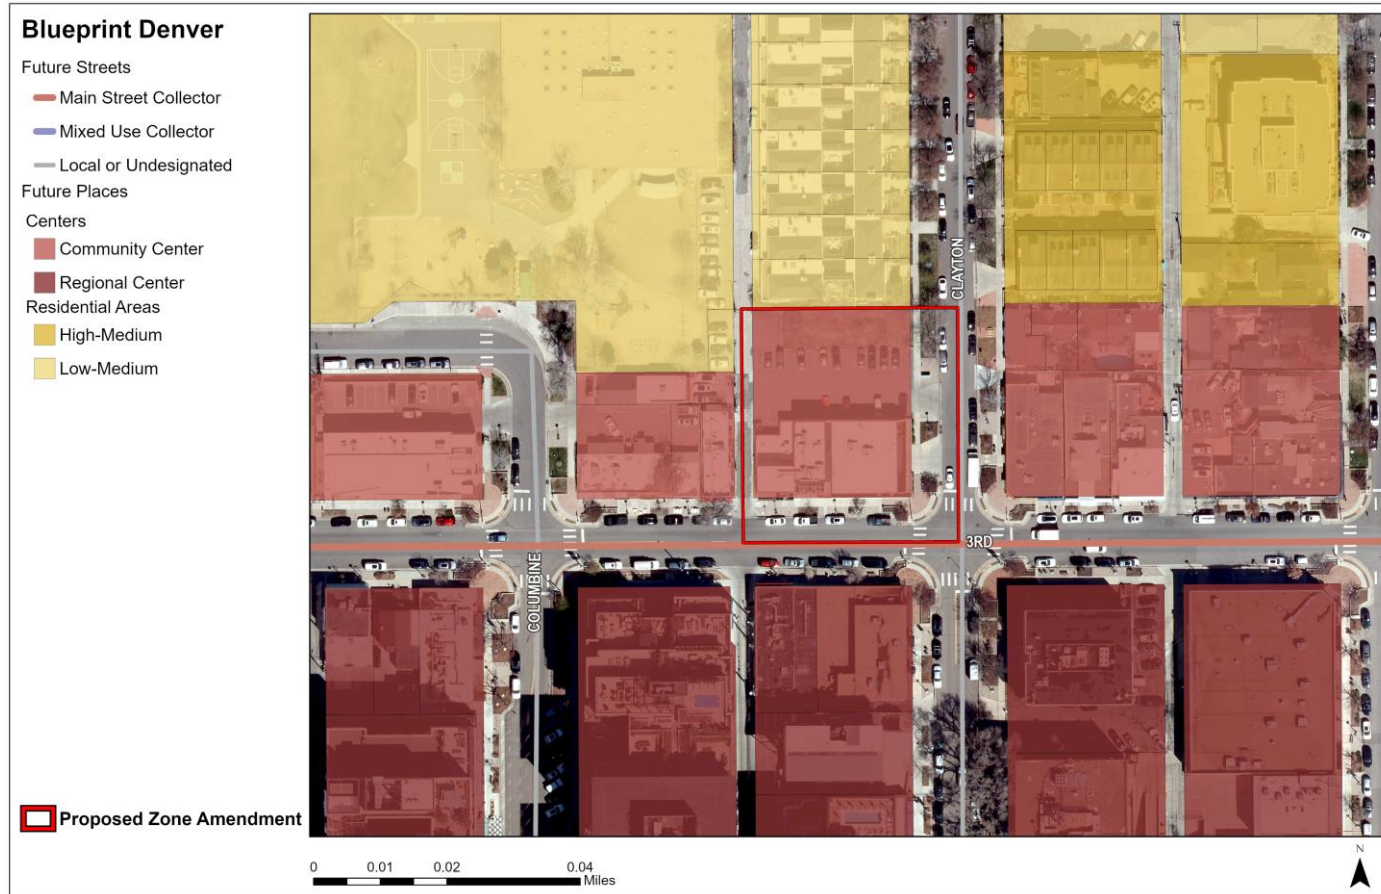 Blueprint Denver
Future Streets
Main Street Collector
Mixed Use Collector
Local or Undesignated
Future Places
Centers
Community Center
Regional Center
Residential Areas
High-Medium
Low-Medium
Proposed Zone Amendment
CLAYTON
3RD
COLUMBINE
0 0.01 0.02 0.04
Miles
N